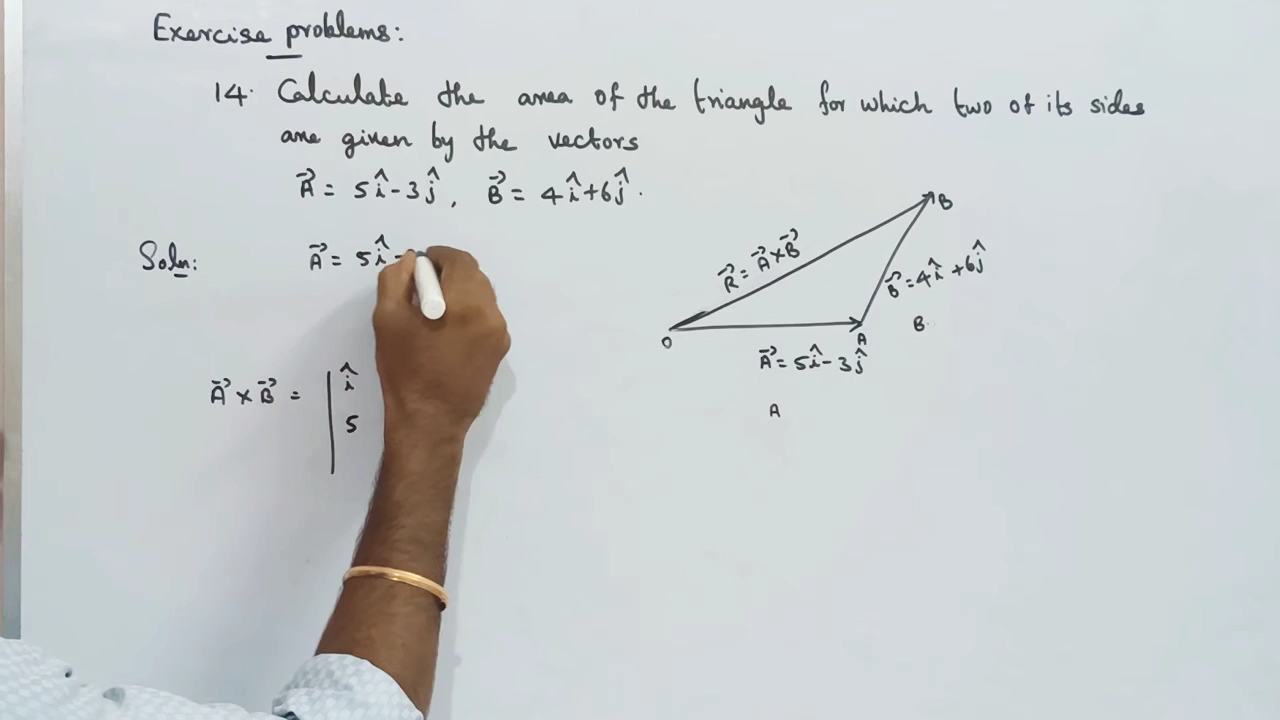 Exercise problems:
14. Calculate the area of the triangle for which two of its sides
are given by the vectors
A⃗ = 5î - 3ĵ, B⃗ = 4î + 6ĵ.
Soln: A⃗ = 5î -
A⃗ × B⃗ = | î
5
B
R⃗ = A⃗ × B⃗
B⃗ = 4î + 6ĵ
O
A
B.
A⃗ = 5î - 3ĵ
A